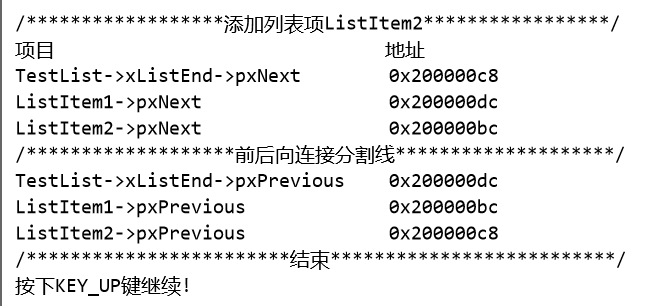 /******************添加列表项ListItem2*****************/
项目                              地址
TestList->xListEnd->pxNext        0x200000c8
ListItem1->pxNext                 0x200000dc
ListItem2->pxNext                 0x200000bc
/*******************前后向连接分割线********************/
TestList->xListEnd->pxPrevious    0x200000dc
ListItem1->pxPrevious             0x200000bc
ListItem2->pxPrevious             0x200000c8
/************************结束**************************/
按下KEY_UP键继续!